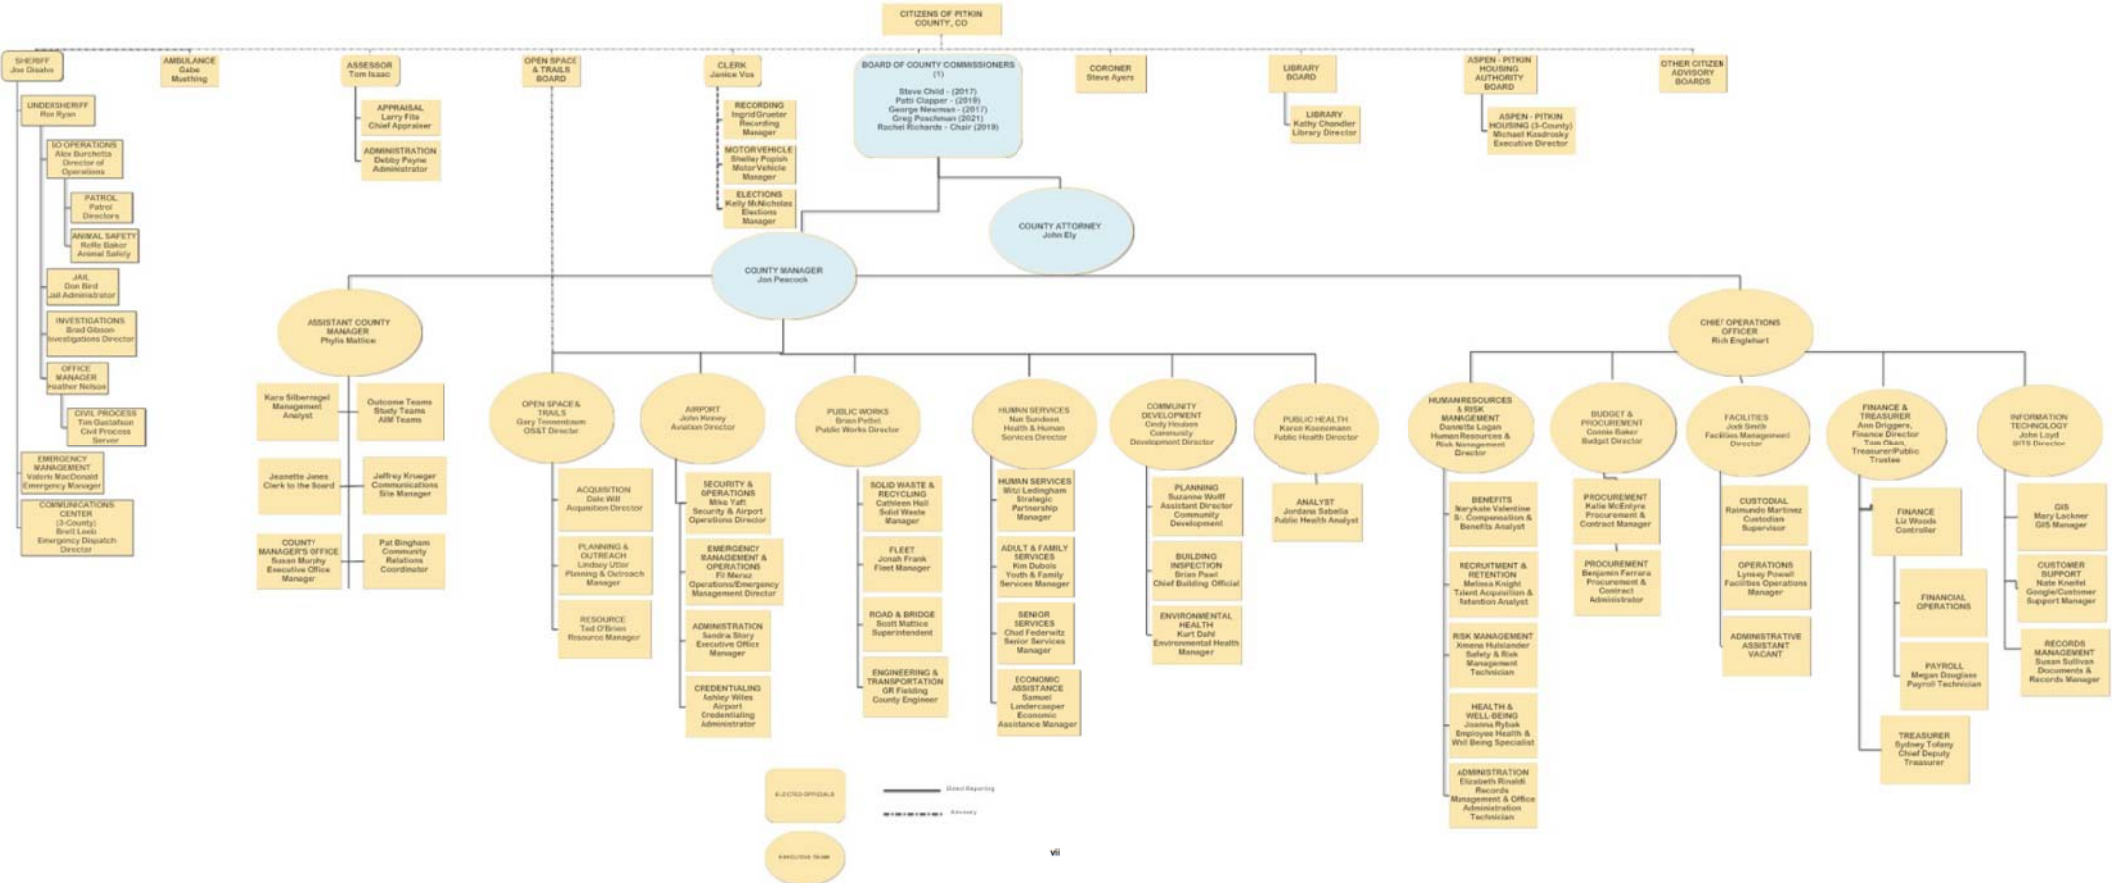 CITIZENS OF PITKIN
COUNTY, CO
SHERIFF
Joe Disalvo
AMBULANCE
Gabe
Muething
ASSESSOR
Tom Isaac
OPEN SPACE
& TRAILS
BOARD
CLERK
Janice Vos
BOARD OF COUNTY COMMISSIONERS
(1)
Steve Child - (2017)
Patti Clapper - (2019)
George Newman - (2017)
Greg Poschman (2021)
Rachel Richards - Chair (2019)
CORONER
Steve Ayers
LIBRARY
BOARD
ASPEN - PITKIN
HOUSING
AUTHORITY
BOARD
OTHER CITIZEN
ADVISORY
BOARDS
UNDERSHERIFF
Ron Ryan
OPERATIONS
Alex Burchetta
Director of
Operations
PATROL
Patrol
Directors
ANIMAL SAFETY
Baker
Animal Safety
JAIL
Don Bird
Jail Administrator
INVESTIGATIONS
Brad Gibson
Investigations Director
OFFICE
MANAGER
Heather Nelson
CIVIL PROCESS
Tim Gustafson
Civil Process
Server
EMERGENCY
MANAGEMENT
Valerie MacDonald
Emergency Manager
COMMUNICATIONS
CENTER
(3-County)
Brett Loeb
Emergency Dispatch
Director
APPRAISAL
Larry Fite
Chief Appraiser
ADMINISTRATION
Debby Payne
Administrator
RECORDING
Ingrid Grueter
Recording
Manager
MOTOR VEHICLE
Shelley Popish
Motor Vehicle
Manager
ELECTIONS
Kelly McNicholas
Elections
Manager
LIBRARY
Kathy Chandler
Library Director
ASPEN - PITKIN
HOUSING (3-County)
Michael Kosdrosky
Executive Director
COUNTY ATTORNEY
John Ely
COUNTY MANAGER
Jon Peacock
ASSISTANT COUNTY
MANAGER
Phylis Mattice
Kara Silbernagel
Management
Analyst
Outcome Teams
Study Teams
AIM Teams
Jeanette Jones
Clerk to the Board
Jeffrey Krueger
Communications
Site Manager
COUNTY
MANAGER'S OFFICE
Susan Murphy
Executive Office
Manager
Pat Bingham
Community
Relations
Coordinator
CHIEF OPERATIONS
OFFICER
Rich Englehart
OPEN SPACE &
TRAILS
Gary Tennenbaum
OS&T Director
ACQUISITION
Dale Will
Acquisition Director
PLANNING &
OUTREACH
Lindsey Utter
Planning & Outreach
Manager
RESOURCE
Ted O'Brien
Resource Manager
AIRPORT
John Kinney
Aviation Director
SECURITY &
OPERATIONS
Mike Taft
Security & Airport
Operations Director
EMERGENCY
MANAGEMENT &
OPERATIONS
Fil Meraz
Operations/Emergency
Management Director
ADMINISTRATION
Sandra Story
Executive Office
Manager
CREDENTIALING
Ashley Wiles
Airport
Credentialing
Administrator
PUBLIC WORKS
Brian Pettet
Public Works Director
SOLID WASTE &
RECYCLING
Cathleen Hall
Solid Waste
Manager
FLEET
Jonah Frank
Fleet Manager
ROAD & BRIDGE
Scott Mattice
Superintendent
ENGINEERING &
TRANSPORTATION
GR Fielding
County Engineer
HUMAN SERVICES
Nan Sundeen
Health & Human
Services Director
HUMAN SERVICES
Mitzi Ledingham
Strategic
Partnership
Manager
ADULT & FAMILY
SERVICES
Kim Dubois
Youth & Family
Services Manager
SENIOR
SERVICES
Chad Federwitz
Senior Services
Manager
ECONOMIC
ASSISTANCE
Samuel
Landercasper
Economic
Assistance Manager
COMMUNITY
DEVELOPMENT
Cindy Houben
Community
Development Director
PLANNING
Suzanne Wolff
Assistant Director
Community
Development
BUILDING
INSPECTION
Brian Pawl
Chief Building Official
ENVIRONMENTAL
HEALTH
Kurt Dahl
Environmental Health
Manager
PUBLIC HEALTH
Karen Koenemann
Public Health Director
ANALYST
Jordana Sabella
Public Health Analyst
HUMAN RESOURCES
& RISK
MANAGEMENT
Dannette Logan
Human Resources &
Risk Management
Director
BENEFITS
Marykate Valentine
Sr. Compensation &
Benefits Analyst
RECRUITMENT &
RETENTION
Melissa Knight
Talent Acquisition &
Retention Analyst
RISK MANAGEMENT
Ximena Hulslander
Safety & Risk
Management
Technician
HEALTH &
WELL-BEING
Joanna Rybak
Employee Health &
Well Being Specialist
ADMINISTRATION
Elizabeth Rinaldi
Records
Management & Office
Administration
Technician
BUDGET &
PROCUREMENT
Connie Baker
Budget Director
PROCUREMENT
Katie McEntyre
Procurement &
Contract Manager
PROCUREMENT
Benjamin Ferrara
Procurement &
Contract
Administrator
FACILITIES
Jodi Smith
Facilities Management
Director
CUSTODIAL
Raimundo Martinez
Custodian
Supervisor
OPERATIONS
Lynsey Powell
Facilities Operations
Manager
ADMINISTRATIVE
ASSISTANT
VACANT
FINANCE &
TREASURER
Ann Driggers,
Finance Director
Tom Oken,
Treasurer/Public
Trustee
FINANCE
Liz Woods
Controller
FINANCIAL
OPERATIONS
PAYROLL
Megan Douglass
Payroll Technician
TREASURER
Sydney Tofany
Chief Deputy
Treasurer
INFORMATION
TECHNOLOGY
John Loyd
Director
GIS
Mary Lackner
GIS Manager
CUSTOMER
SUPPORT
Nate Kneifel
Google/Customer
Support Manager
RECORDS
MANAGEMENT
Susan Sullivan
Documents &
Records Manager
ELECTED OFFICIALS
Direct Reporting
Advisory
EXECUTIVE TEAM
vii